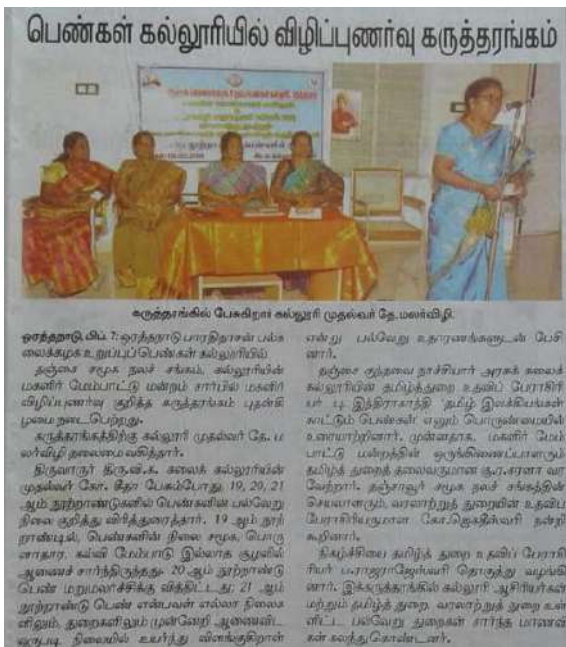 பெண்கள் கல்லூரியில் விழிப்புணர்வு கருத்தரங்கம்
கருத்தரங்கில் பேசுகிறார் கல்லூரி முதல்வர் தே.மலர்விழி.
ஒரத்தநாடு, பிப். 7: ஒரத்தநாடு பாரதிதாசன் பல்க
லைக்கழக உறுப்புப் பெண்கள் கல்லூரியில்
தஞ்சை சமூக நலச் சங்கம், கல்லூரியின்
மகளிர் மேம்பாட்டு மன்றம் சார்பில் மகளிர்
விழிப்புணர்வு குறித்த கருத்தரங்கம் புதன்கி
ழமை நடைபெற்றது.
கருத்தரங்கத்திற்கு கல்லூரி முதல்வர் தே. ம
லர்விழி தலைமை வகித்தார்.
திருவாரூர் திரு.வி.க. கலைக் கல்லூரியின்
முதல்வர் கோ. கீதா பேசும்போது, 19, 20, 21
ஆம் நூற்றாண்டுகளில் பெண்களின் பல்வேறு
நிலை குறித்து விரித்துரைத்தார். 19 ஆம் நூற்
றாண்டில், பெண்களின் நிலை சமூக, பொரு
ளாதார, கல்வி மேம்பாடு இல்லாத சூழலில்
ஆணைச் சார்ந்திருந்தது. 20 ஆம் நூற்றாண்டு
பெண் மறுமலர்ச்சிக்கு வித்திட்டது; 21 ஆம்
நூற்றாண்டு பெண் என்பவள் எல்லா நிலைக
ளிலும், துறைகளிலும் முன்னேறி ஆணைவிட
ஒருபடி நிலையில் உயர்ந்து விளங்குகிறாள்
என்று பல்வேறு உதாரணங்களுடன் பேசி
னார்.
தஞ்சை குந்தவை நாச்சியார் அரசுக் கலைக்
கல்லூரியின் தமிழ்த்துறை உதவிப் பேராசிரி
யர் டி. இந்திராகாந்தி தமிழ் இலக்கியங்கள்
காட்டும் பெண்கள் எனும் பொருண்மையில்
உரையாற்றினார். முன்னதாக, மகளிர் மேம்
பாட்டு மன்றத்தின் ஒருங்கிணைப்பாளரும்
தமிழ் துறைத் தலைவருமான கு.ர.சரளா வர
வேற்றார். தஞ்சாவூர் சமூக நலச் சங்கத்தின்
செயலாளரும், வரலாற்றுத் துறையின் உதவிப்
பேராசிரியருமான கோ.ஜெகதீஸ்வரி நன்றி
கூறினார்.
நிகழ்ச்சியை தமிழ்த் துறை உதவிப் பேராசி
ரியர் ப.ராஜராஜேஸ்வரி தொகுத்து வழங்கி
னார். இக்கருத்தரங்கில் கல்லூரி ஆசிரியர்கள்
மற்றும் தமிழ்த் துறை, வரலாற்றுத் துறை உள்
ளிட்ட பல்வேறு துறைகள் சார்ந்த மாணவி
கள் கலந்து கொண்டனர்.